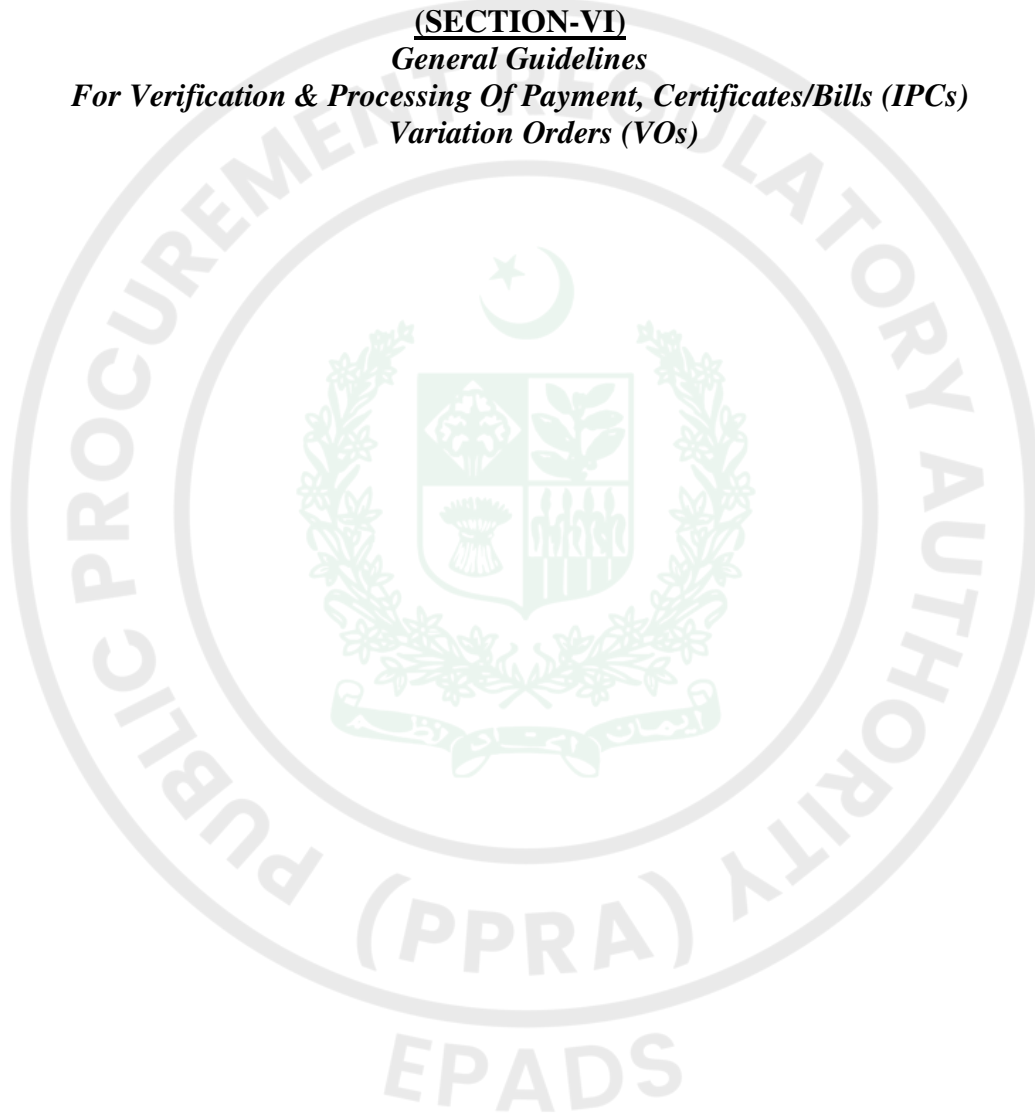 (SECTION-VI)
General Guidelines
For Verification & Processing Of Payment, Certificates/Bills (IPCs)
Variation Orders (VOs)
PUBLIC PROCUREMENT REGULATORY AUTHORITY
(PPRA)
EPADS